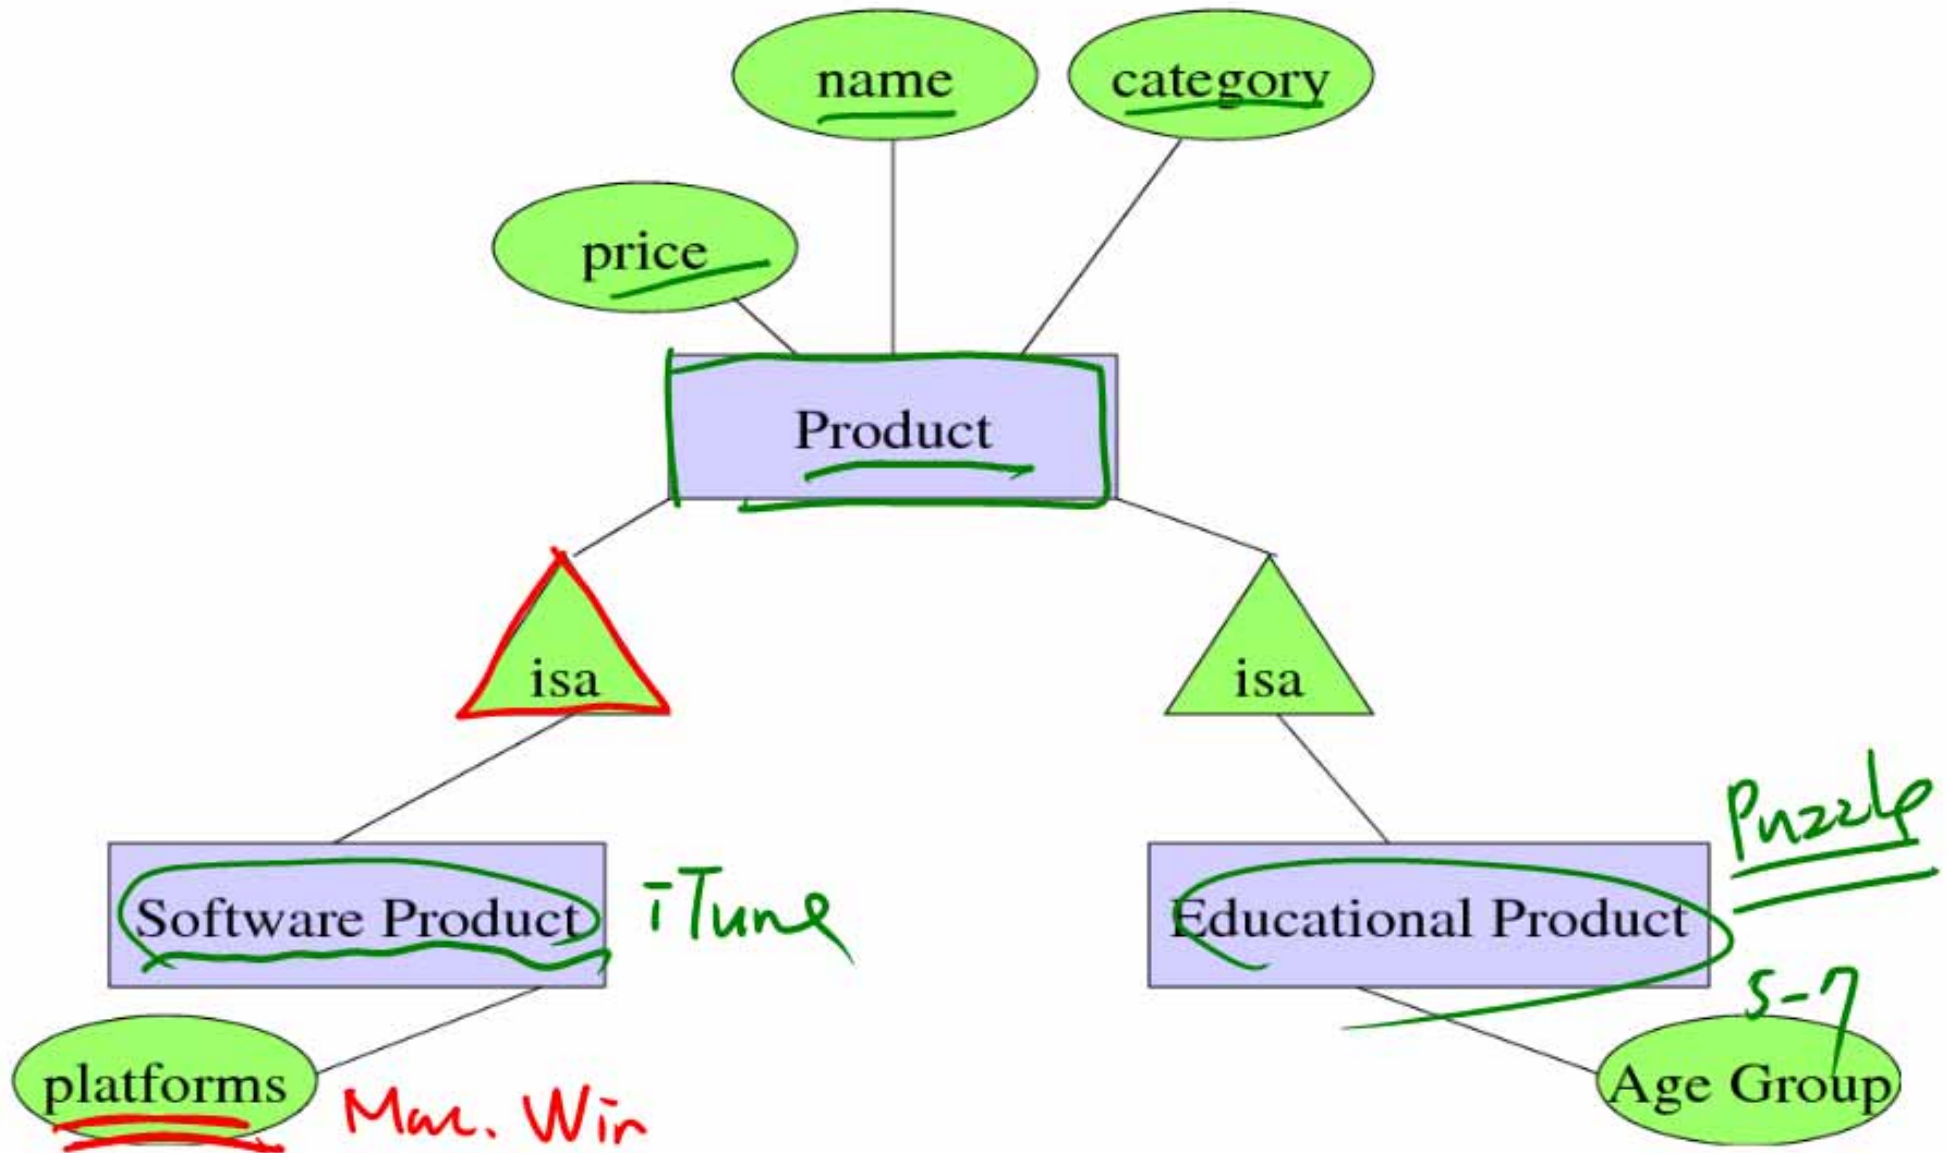 name
category
price
Product
isa
isa
Puzzle
Software Product
iTune
Educational Product
5-7
platforms
Mac. Win
Age Group